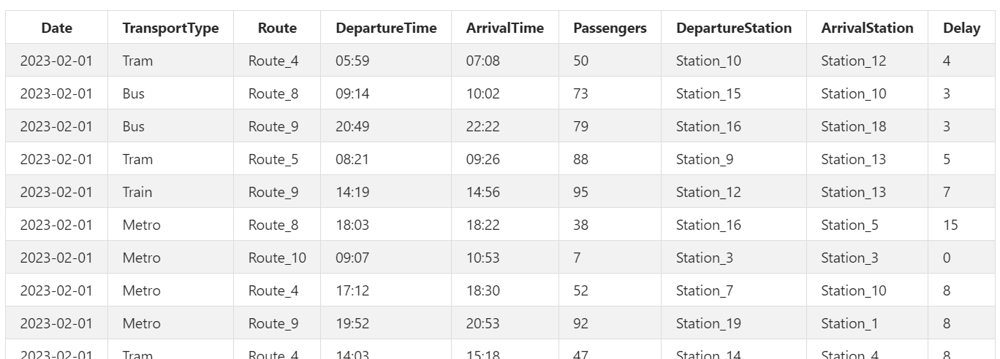 Date TransportType Route DepartureTime ArrivalTime Passengers DepartureStation ArrivalStation Delay
2023-02-01 Tram Route_4 05:59 07:08 50 Station_10 Station_12 4
2023-02-01 Bus Route_8 09:14 10:02 73 Station_15 Station_10 3
2023-02-01 Bus Route_9 20:49 22:22 79 Station_16 Station_18 3
2023-02-01 Tram Route_5 08:21 09:26 88 Station_9 Station_13 5
2023-02-01 Train Route_9 14:19 14:56 95 Station_12 Station_13 7
2023-02-01 Metro Route_8 18:03 18:22 38 Station_16 Station_5 15
2023-02-01 Metro Route_10 09:07 10:53 7 Station_3 Station_3 0
2023-02-01 Metro Route_4 17:12 18:30 52 Station_7 Station_10 8
2023-02-01 Metro Route_9 19:52 20:53 92 Station_19 Station_1 8
2023-02-01 Tram Route_4 14:03 15:18 47 Station_14 Station_4 8